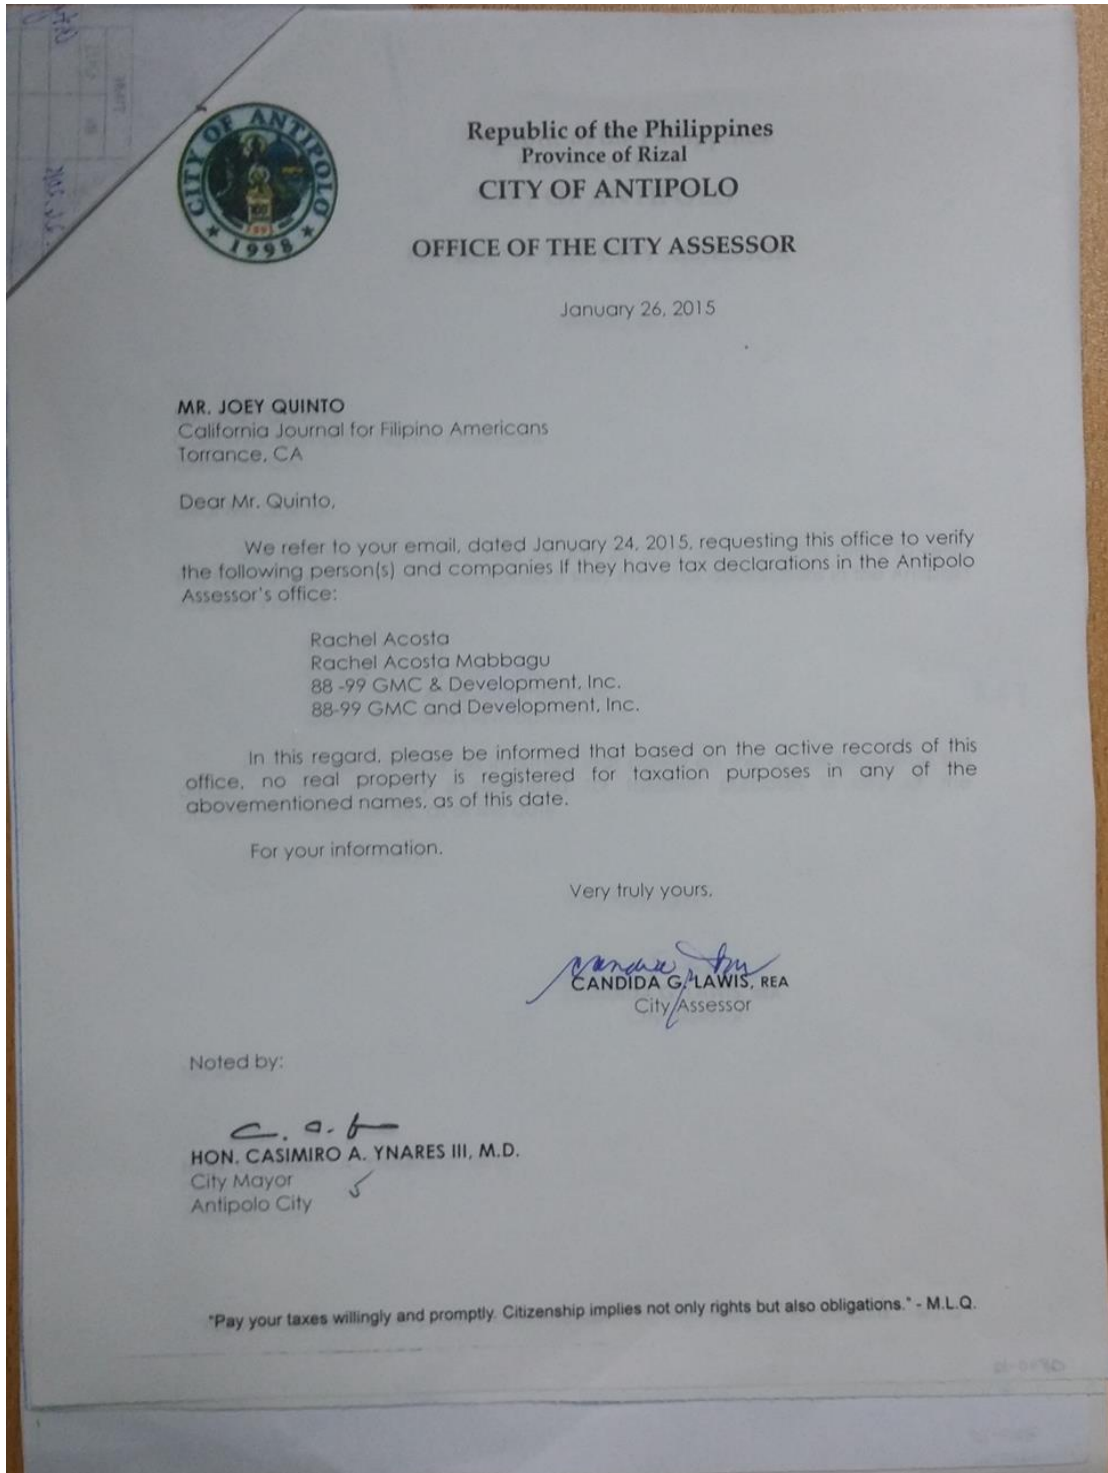 CITY OF ANTIPOLO
1998
Republic of the Philippines
Province of Rizal
CITY OF ANTIPOLO
OFFICE OF THE CITY ASSESSOR
January 26, 2015
MR. JOEY QUINTO
California Journal for Filipino Americans
Torrance, CA
Dear Mr. Quinto,
We refer to your email, dated January 24, 2015, requesting this office to verify
the following person(s) and companies if they have tax declarations in the Antipolo
Assessor's office:
Rachel Acosta
Rachel Acosta Mabbagu
88 -99 GMC & Development, Inc.
88-99 GMC and Development, Inc.
In this regard, please be informed that based on the active records of this
office, no real property is registered for taxation purposes in any of the
abovementioned names, as of this date.
For your information.
Very truly yours,
CANDIDA G. LAWIS, REA
City Assessor
Noted by:
HON. CASIMIRO A. YNARES III, M.D.
City Mayor
Antipolo City
"Pay your taxes willingly and promptly. Citizenship implies not only rights but also obligations." - M.L.Q.